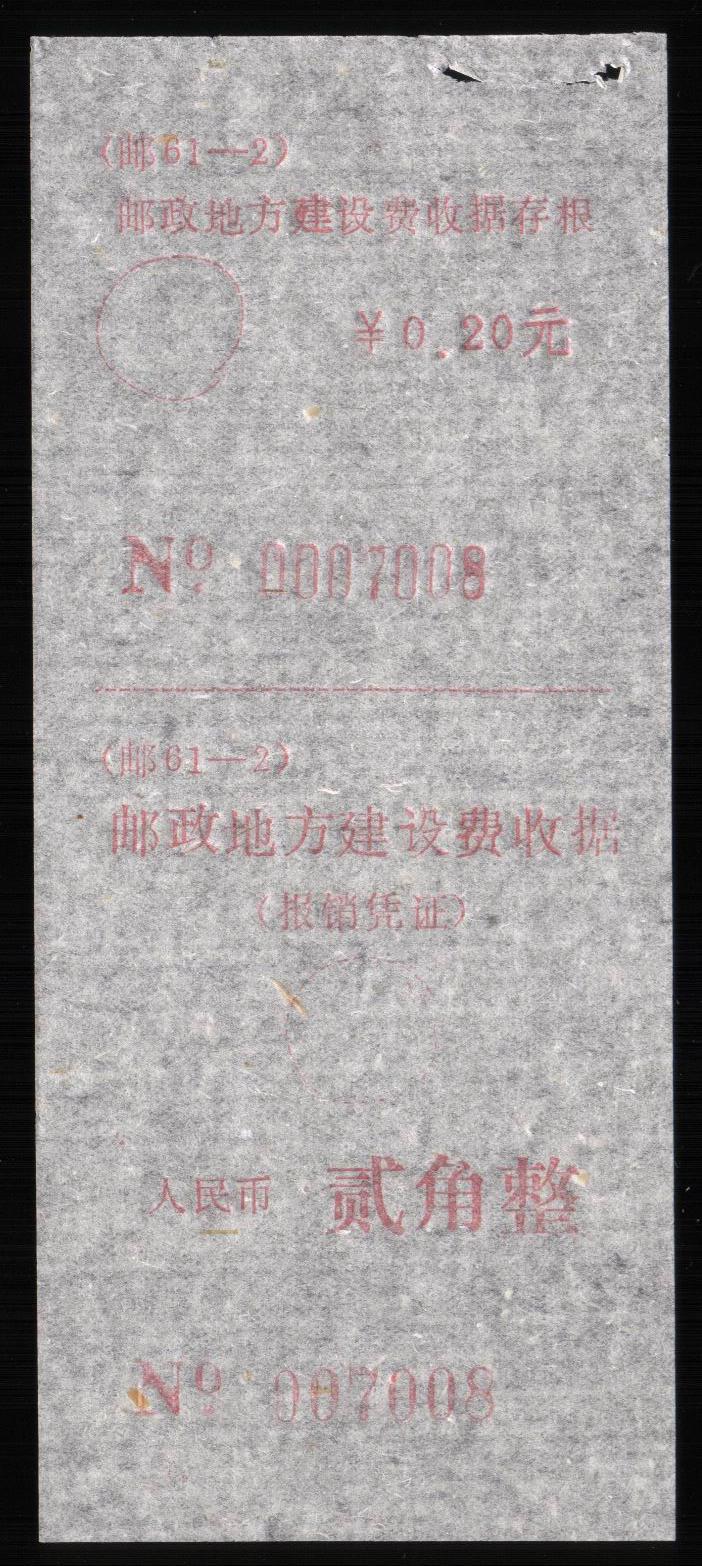 （邮61—2）
邮政地方建设费收据存根
￥0.20元
Nº 0007008
（邮61—2）
邮政地方建设费收据
（报销凭证）
人民币 贰角整
Nº 007008